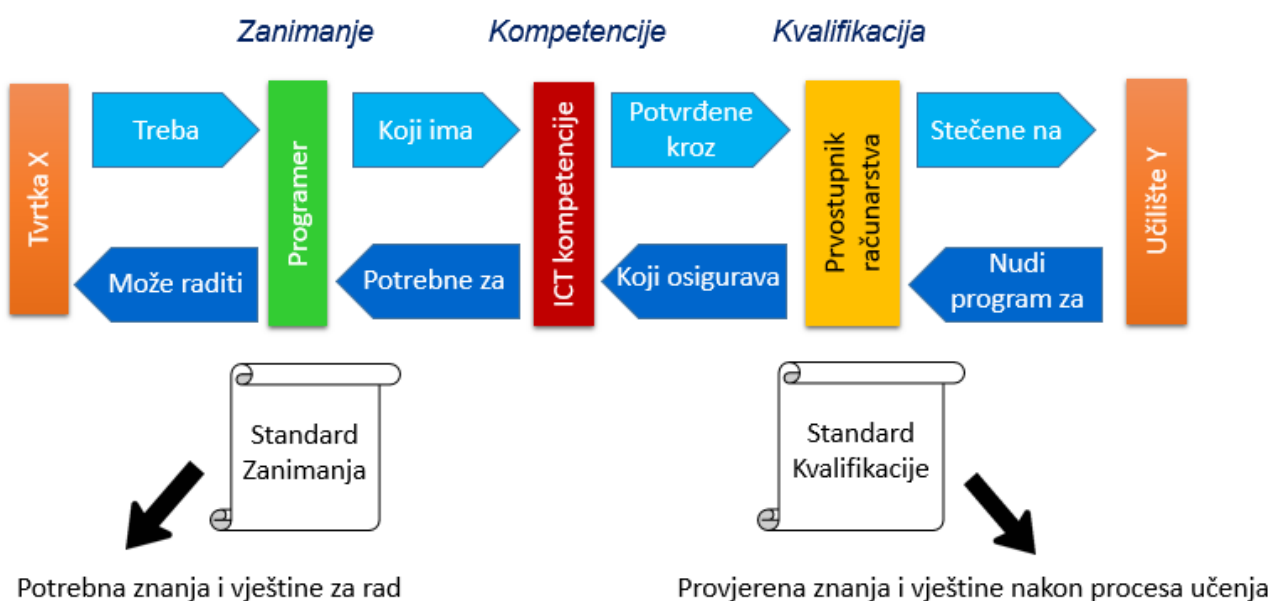 Zanimanje
Kompetencije
Kvalifikacija
Tvrtka X
Treba
Programer
Koji ima
ICT kompetencije
Potvrđene
kroz
Prvostupnik
računarstva
Stečene na
Učilište Y
Može raditi
Potrebne za
Koji osigurava
Nudi
program za
Standard
Zanimanja
Standard
Kvalifikacije
Potrebna znanja i vještine za rad
Provjerena znanja i vještine nakon procesa učenja